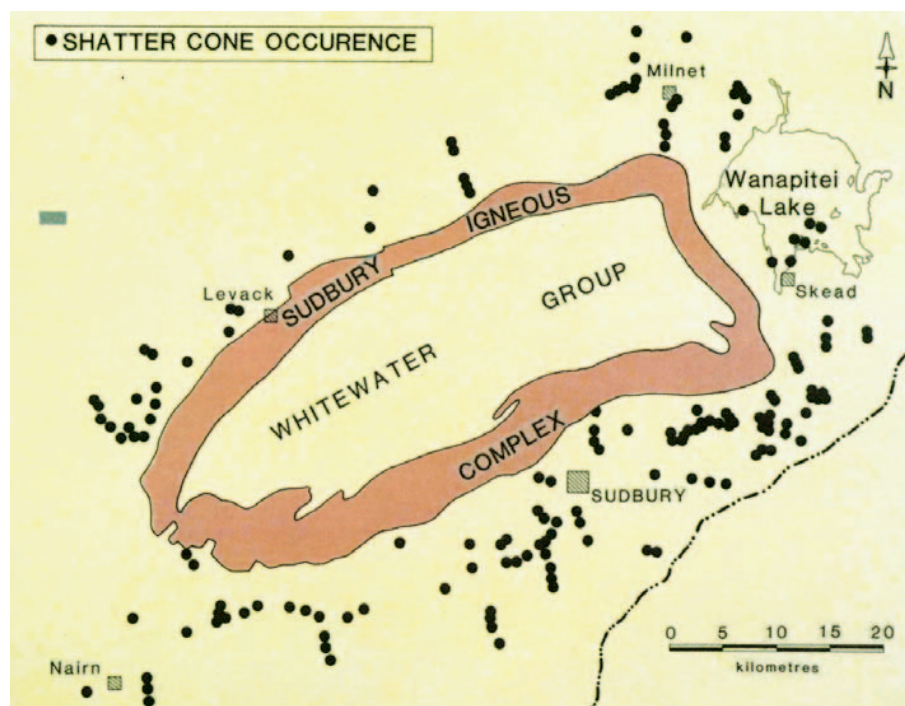 SHATTER CONE OCCURENCE
Milnet
N
Wanapitei
Lake
IGNEOUS
SUDBURY
GROUP
Levack
Skead
WHITEWATER
COMPLEX
SUDBURY
Nairn
0 5 10 15 20
kilometres